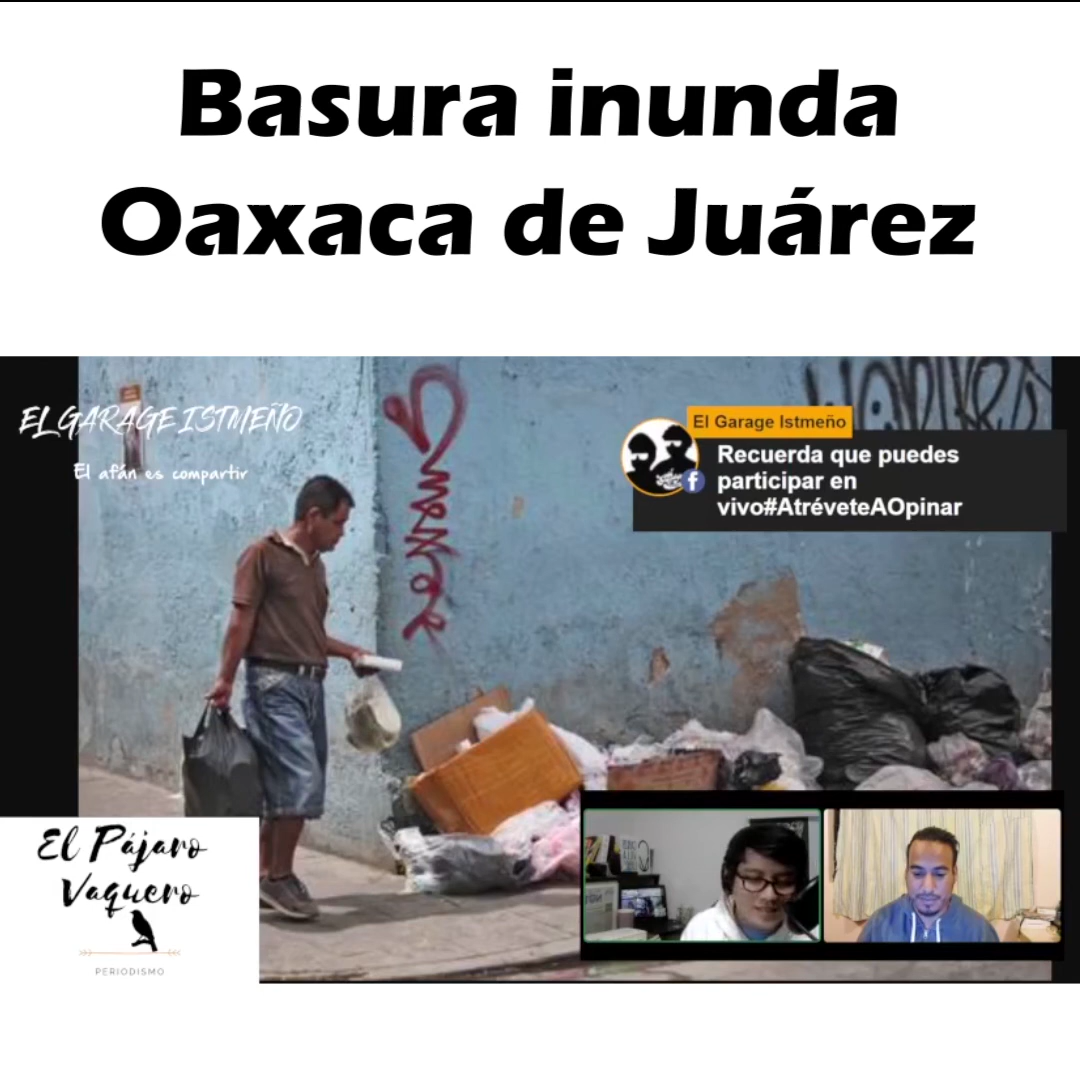 Basura inunda
Oaxaca de Juárez
EL GARAGE ISTMEÑO
El afán es compartir
El Garage Istmeño
Recuerda que puedes
participar en
vivo#AtréveteAOpinar
El Pájaro
Vaquero
PERIODISMO